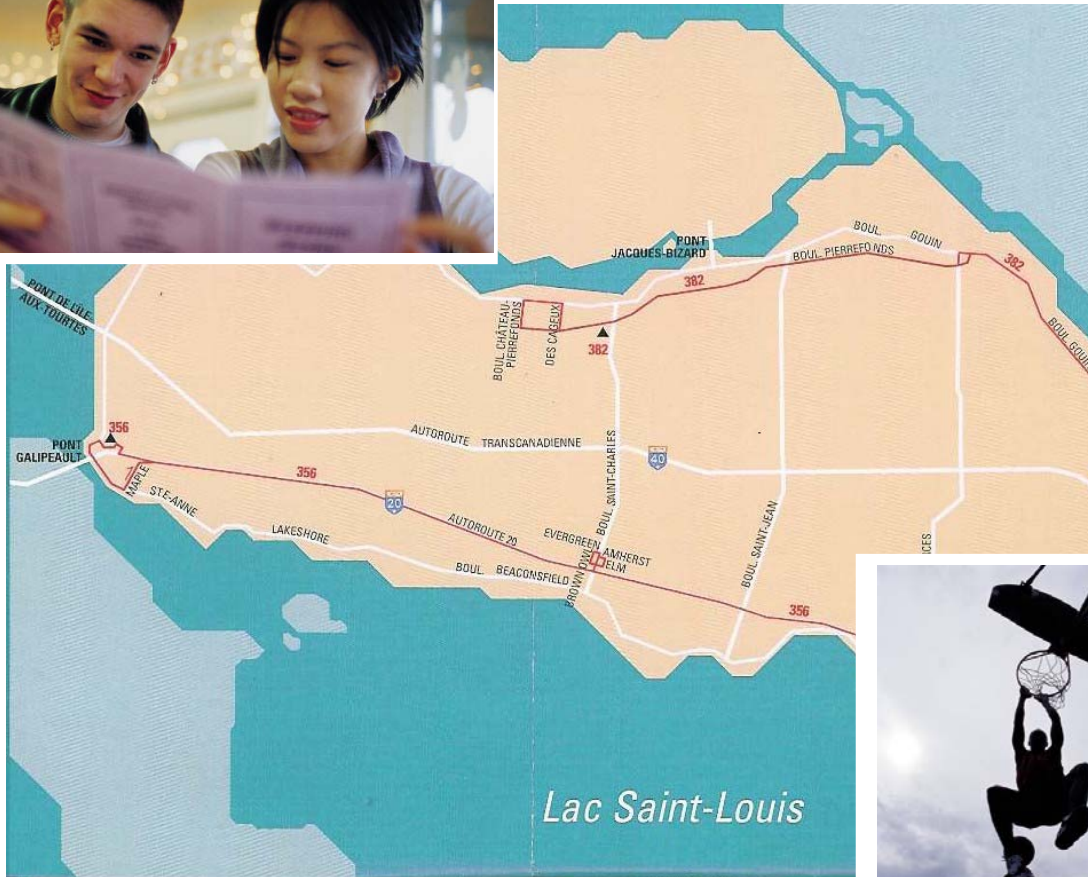 PONT
JACQUES-BIZARD
BOUL. GOUIN
BOUL. PIERREFONDS
382
382
BOUL. GOUIN
PONT DE L'ÎLE
AUX-TOURTES
BOUL. CHÂTEAU-
PIERREFONDS
DES CAGEUX
382
356
PONT
GALIPEAULT
MAPLE
STE-ANNE
356
20
LAKESHORE
AUTOROUTE TRANSCANADIENNE
40
BOUL. SAINT-CHARLES
AUTOROUTE 20
EVERGREEN
AMHERST
ELM
BROWN OWL
BOUL. BEACONSFIELD
BOUL. SAINT-JEAN
356
Lac Saint-Louis